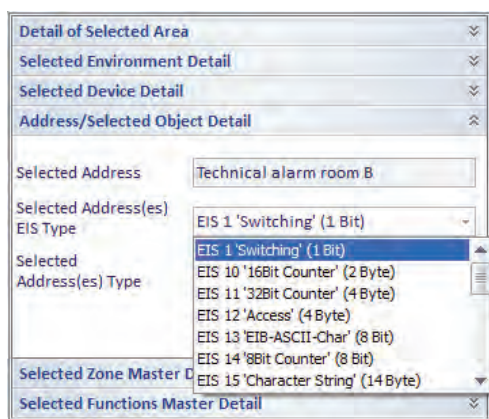 Detail of Selected Area
Selected Environment Detail
Selected Device Detail
Address/Selected Object Detail
Selected Address
Technical alarm room B
Selected Address(es)
EIS Type
EIS 1 'Switching' (1 Bit)
Selected
Address(es) Type
EIS 1 'Switching' (1 Bit)
EIS 10 '16Bit Counter' (2 Byte)
EIS 11 '32Bit Counter' (4 Byte)
EIS 12 'Access' (4 Byte)
EIS 13 'EIB-ASCII-Char' (8 Bit)
EIS 14 '8Bit Counter' (8 Bit)
EIS 15 'Character String' (14 Byte)
Selected Zone Master D
Selected Functions Master Detail